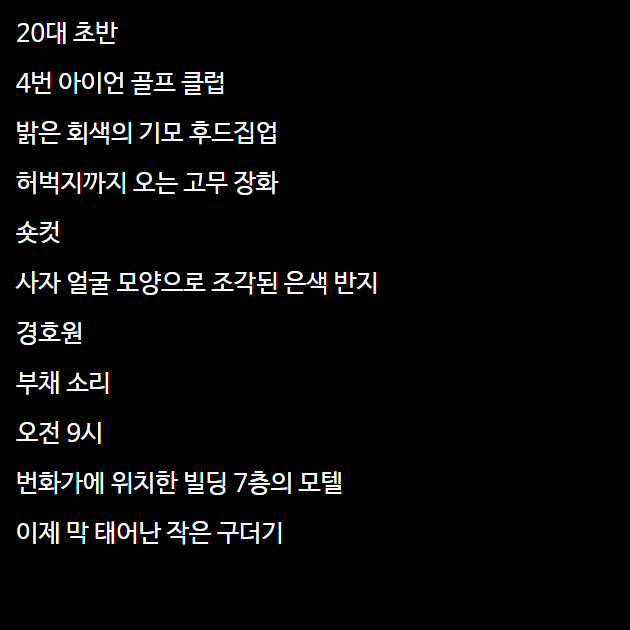 20대 초반
4번 아이언 골프 클럽
밝은 회색의 기모 후드집업
허벅지까지 오는 고무 장화
숏컷
사자 얼굴 모양으로 조각된 은색 반지
경호원
부채 소리
오전 9시
번화가에 위치한 빌딩 7층의 모텔
이제 막 태어난 작은 구더기